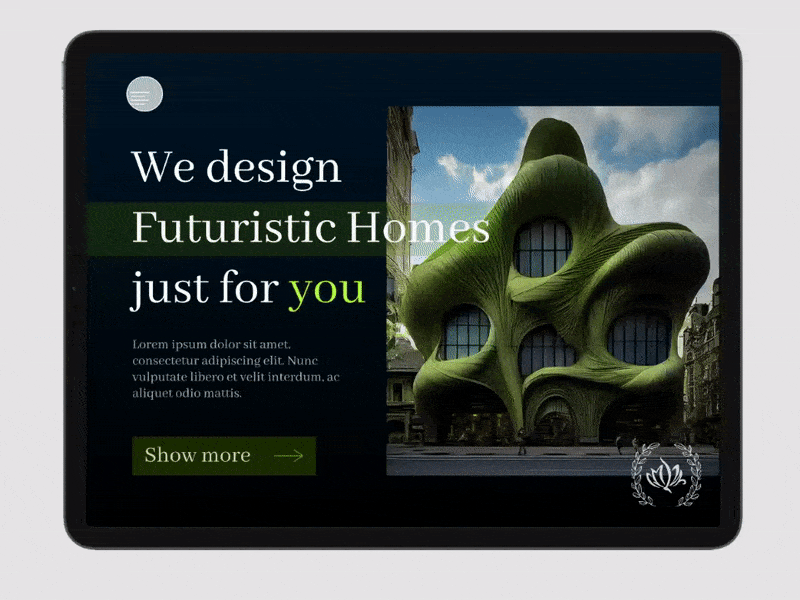 We design
Futuristic Homes
just for you
Lorem ipsum dolor sit amet,
consectetur adipiscing elit. Nunc
vulputate libero et velit interdum, ac
aliquet odio mattis.
Show more